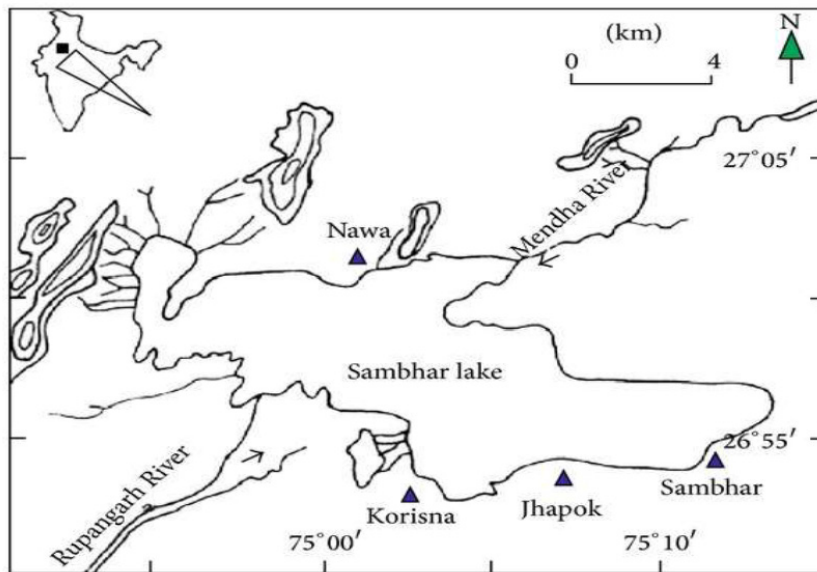 (km)
N
0 4
27°05′
Nawa
Mendha River
Sambhar lake
26°55′
Rupangarh River
Korisna
Jhapok
Sambhar
75°00′
75°10′